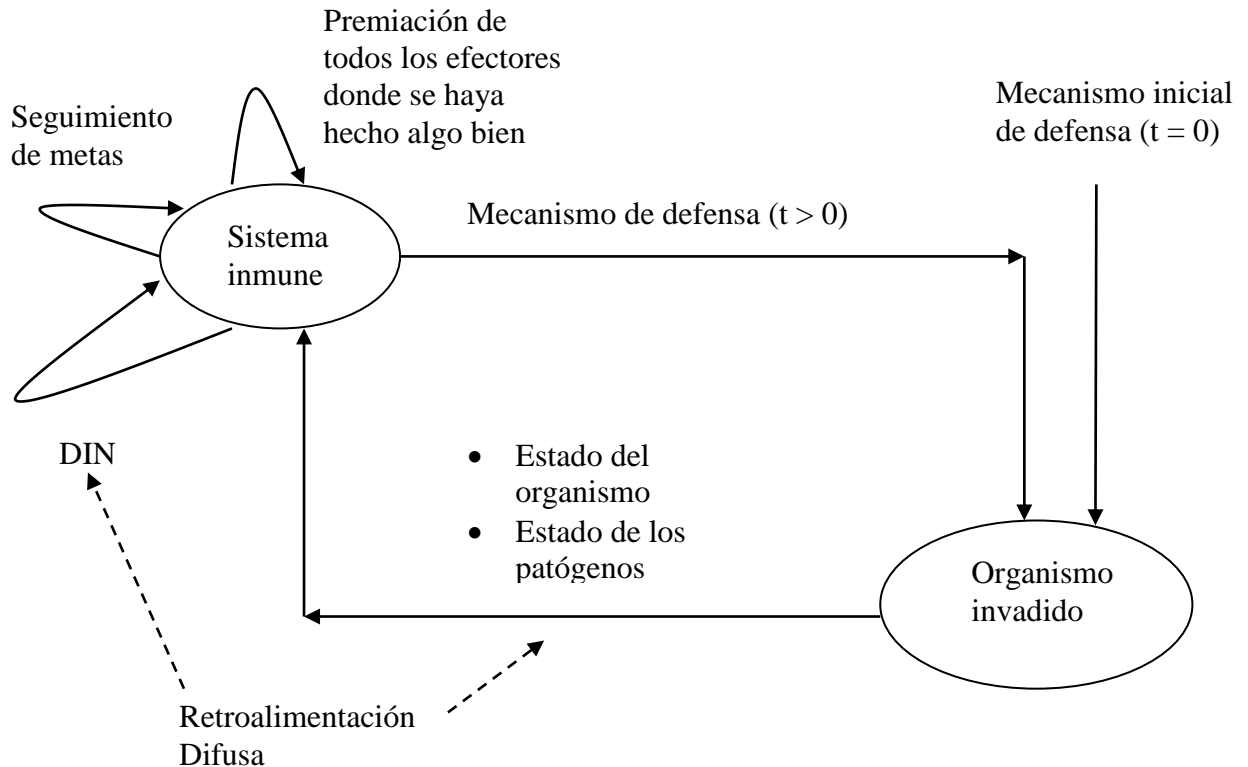 Premiación de
todos los efectores
donde se haya
hecho algo bien
Seguimiento
de metas
Mecanismo inicial
de defensa (t = 0)
Mecanismo de defensa (t > 0)
Sistema
inmune
DIN
• Estado del
organismo
• Estado de los
patógenos
Organismo
invadido
Retroalimentación
Difusa